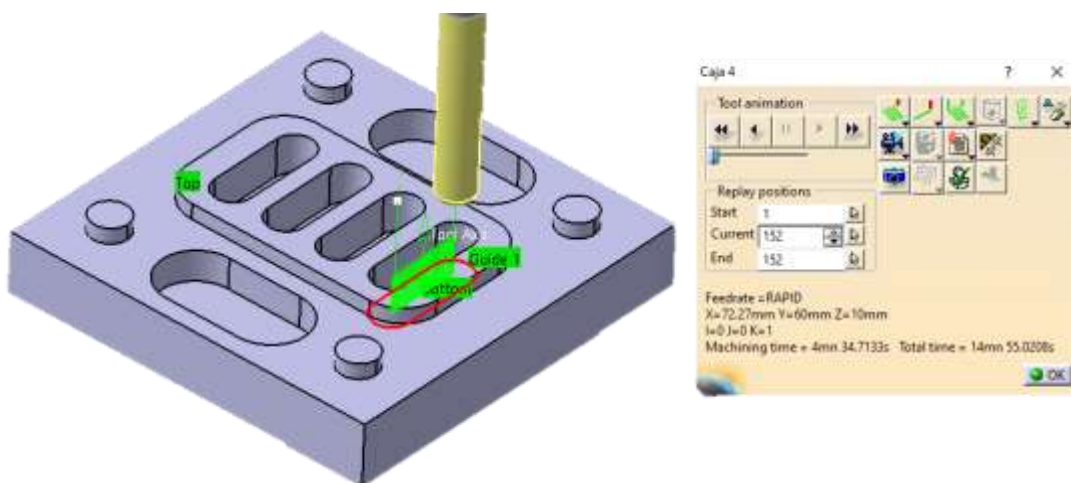 Top
Guide 1
Caja 4
? ×
Tool animation
Replay positions
Start 1
Current 152
End 152
Feedrate =RAPID
X=72.27mm Y=60mm Z=10mm
I=0 J=0 K=1
Machining time = 4mn 34.7133s Total time = 14mn 55.0208s
OK